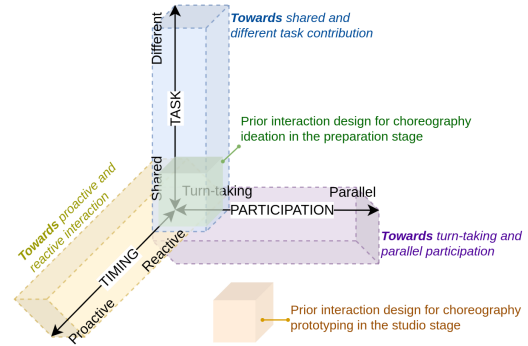 Different
TASK
Shared
Towards shared and
different task contribution
Prior interaction design for choreography
ideation in the preparation stage
Turn-taking
Parallel
PARTICIPATION
Towards turn-taking and
parallel participation
Towards proactive and
reactive interaction
Reactive
TIMING
Proactive
Prior interaction design for choreography
prototyping in the studio stage